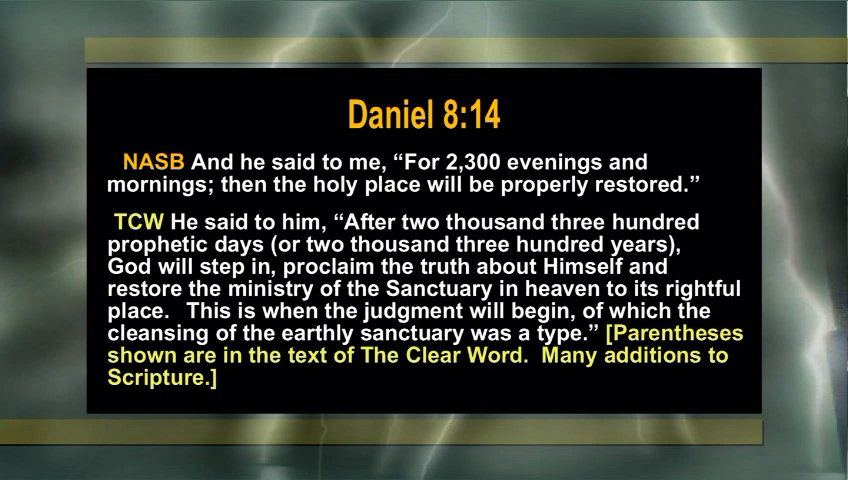 Daniel 8:14
NASB And he said to me, “For 2,300 evenings and
mornings; then the holy place will be properly restored.”
TCW He said to him, “After two thousand three hundred
prophetic days (or two thousand three hundred years),
God will step in, proclaim the truth about Himself and
restore the ministry of the Sanctuary in heaven to its rightful
place.   This is when the judgment will begin, of which the
cleansing of the earthly sanctuary was a type.” [Parentheses
shown are in the text of The Clear Word.  Many additions to
Scripture.]